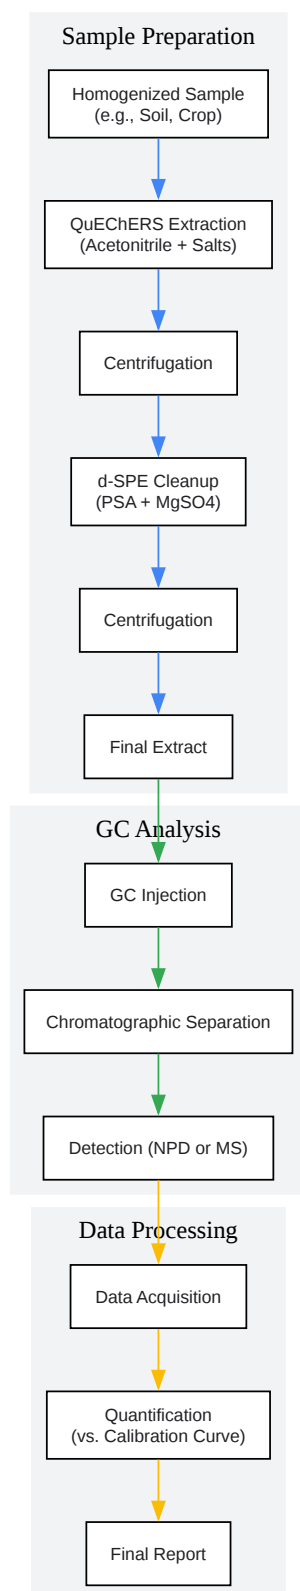 Sample Preparation
Homogenized Sample
(e.g., Soil, Crop)
QuEChERS Extraction
(Acetonitrile + Salts)
Centrifugation
d-SPE Cleanup
(PSA + MgSO4)
Centrifugation
Final Extract
GC Analysis
GC Injection
Chromatographic Separation
Detection (NPD or MS)
Data Processing
Data Acquisition
Quantification
(vs. Calibration Curve)
Final Report